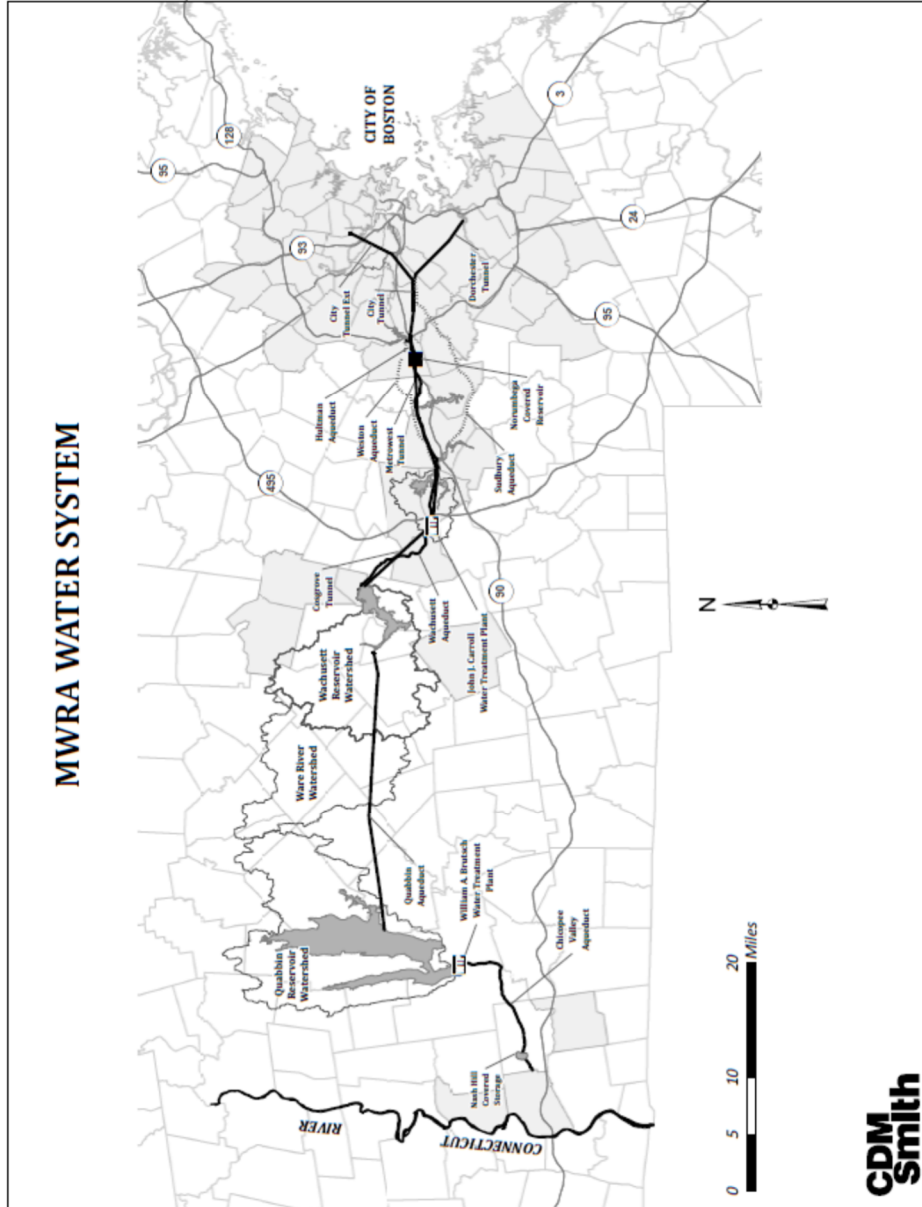 MWRA WATER SYSTEM
95
128
3
CITY OF
BOSTON
93
24
City
Tunnel Ext
City
Tunnel
Dorchester
Tunnel
95
Hultman
Aqueduct
Weston
Aqueduct
Metrowest
Tunnel
Norumbega
Covered
Reservoir
Sudbury
Aqueduct
495
Cosgrove
Tunnel
Wachusett
Aqueduct
John J. Carroll
Water Treatment Plant
90
N
Wachusett
Reservoir
Watershed
Ware River
Watershed
Quabbin
Aqueduct
William A. Brutsch
Water Treatment
Plant
Quabbin
Reservoir
Watershed
Chicopee
Valley
Aqueduct
Nash Hill
Covered
Storage
CONNECTICUT
RIVER
0 5 10 20 Miles
CDM
Smith